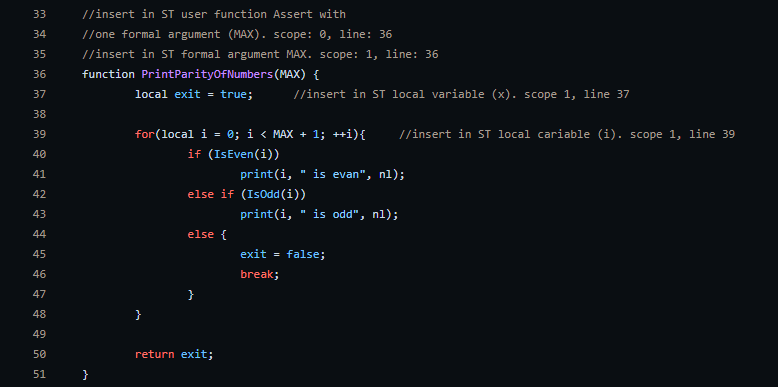 33 //insert in ST user function Assert with
34 //one formal argument (MAX). scope: 0, line: 36
35 //insert in ST formal argument MAX. scope: 1, line: 36
36 function PrintParityOfNumbers(MAX) {
37 local exit = true; //insert in ST local variable (x). scope 1, line 37
38
39 for(local i = 0; i < MAX + 1; ++i){ //insert in ST local cariable (i). scope 1, line 39
40 if (IsEven(i))
41 print(i, " is evan", nl);
42 else if (IsOdd(i))
43 print(i, " is odd", nl);
44 else {
45 exit = false;
46 break;
47 }
48 }
49
50 return exit;
51 }